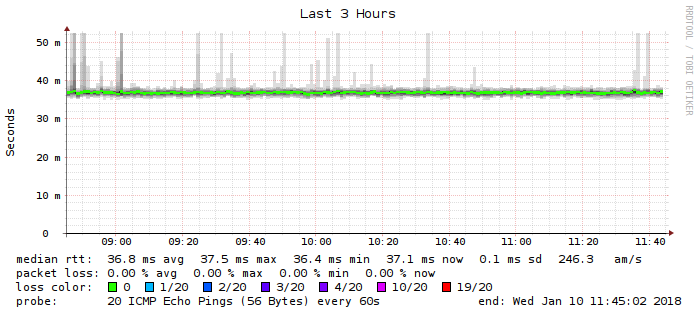 Last 3 Hours
RRDTOOL / TOBI OETIKER
Seconds
50 m
40 m
30 m
20 m
10 m
0
09:00 09:20 09:40 10:00 10:20 10:40 11:00 11:20 11:40
median rtt: 36.8 ms avg 37.5 ms max 36.4 ms min 37.1 ms now 0.1 ms sd 246.3 am/s
packet loss: 0.00 % avg 0.00 % max 0.00 % min 0.00 % now
loss color: 0 1/20 2/20 3/20 4/20 10/20 19/20
probe: 20 ICMP Echo Pings (56 Bytes) every 60s end: Wed Jan 10 11:45:02 2018